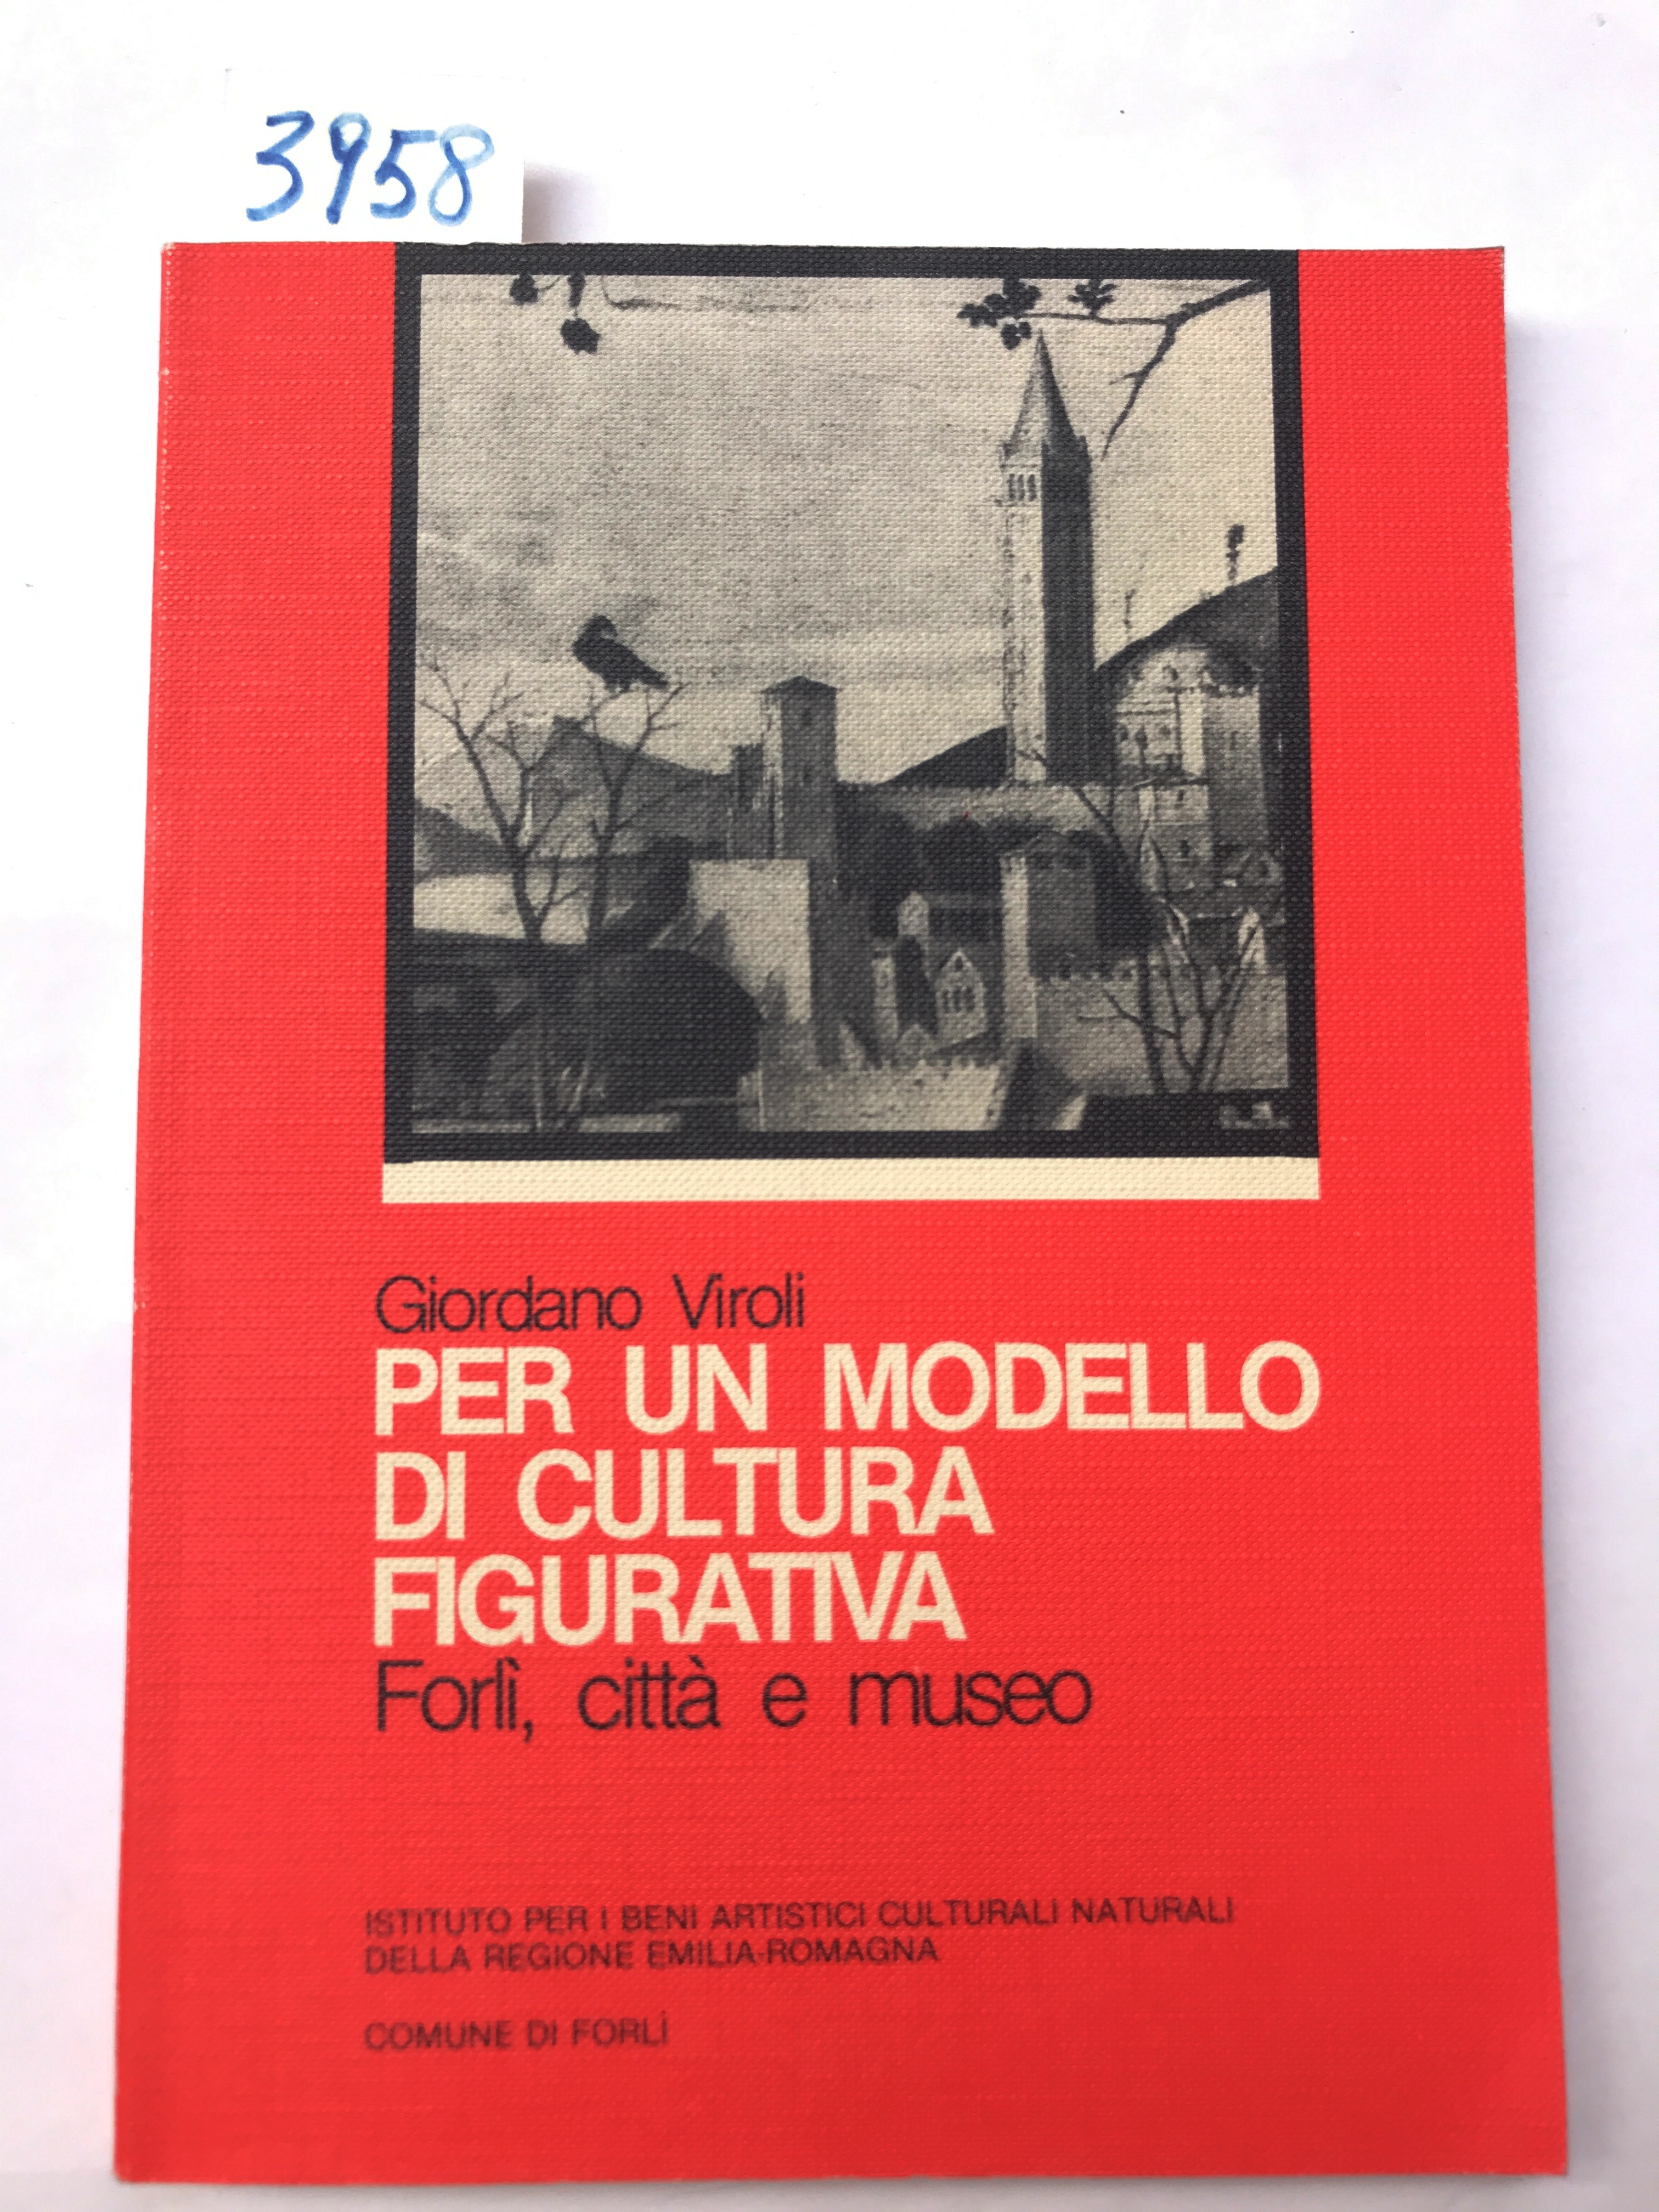 3958
Giordano Viroli
PER UN MODELLO
DI CULTURA
FIGURATIVA
Forlì, città e museo
ISTITUTO PER I BENI ARTISTICI CULTURALI NATURALI
DELLA REGIONE EMILIA-ROMAGNA
COMUNE DI FORLÌ